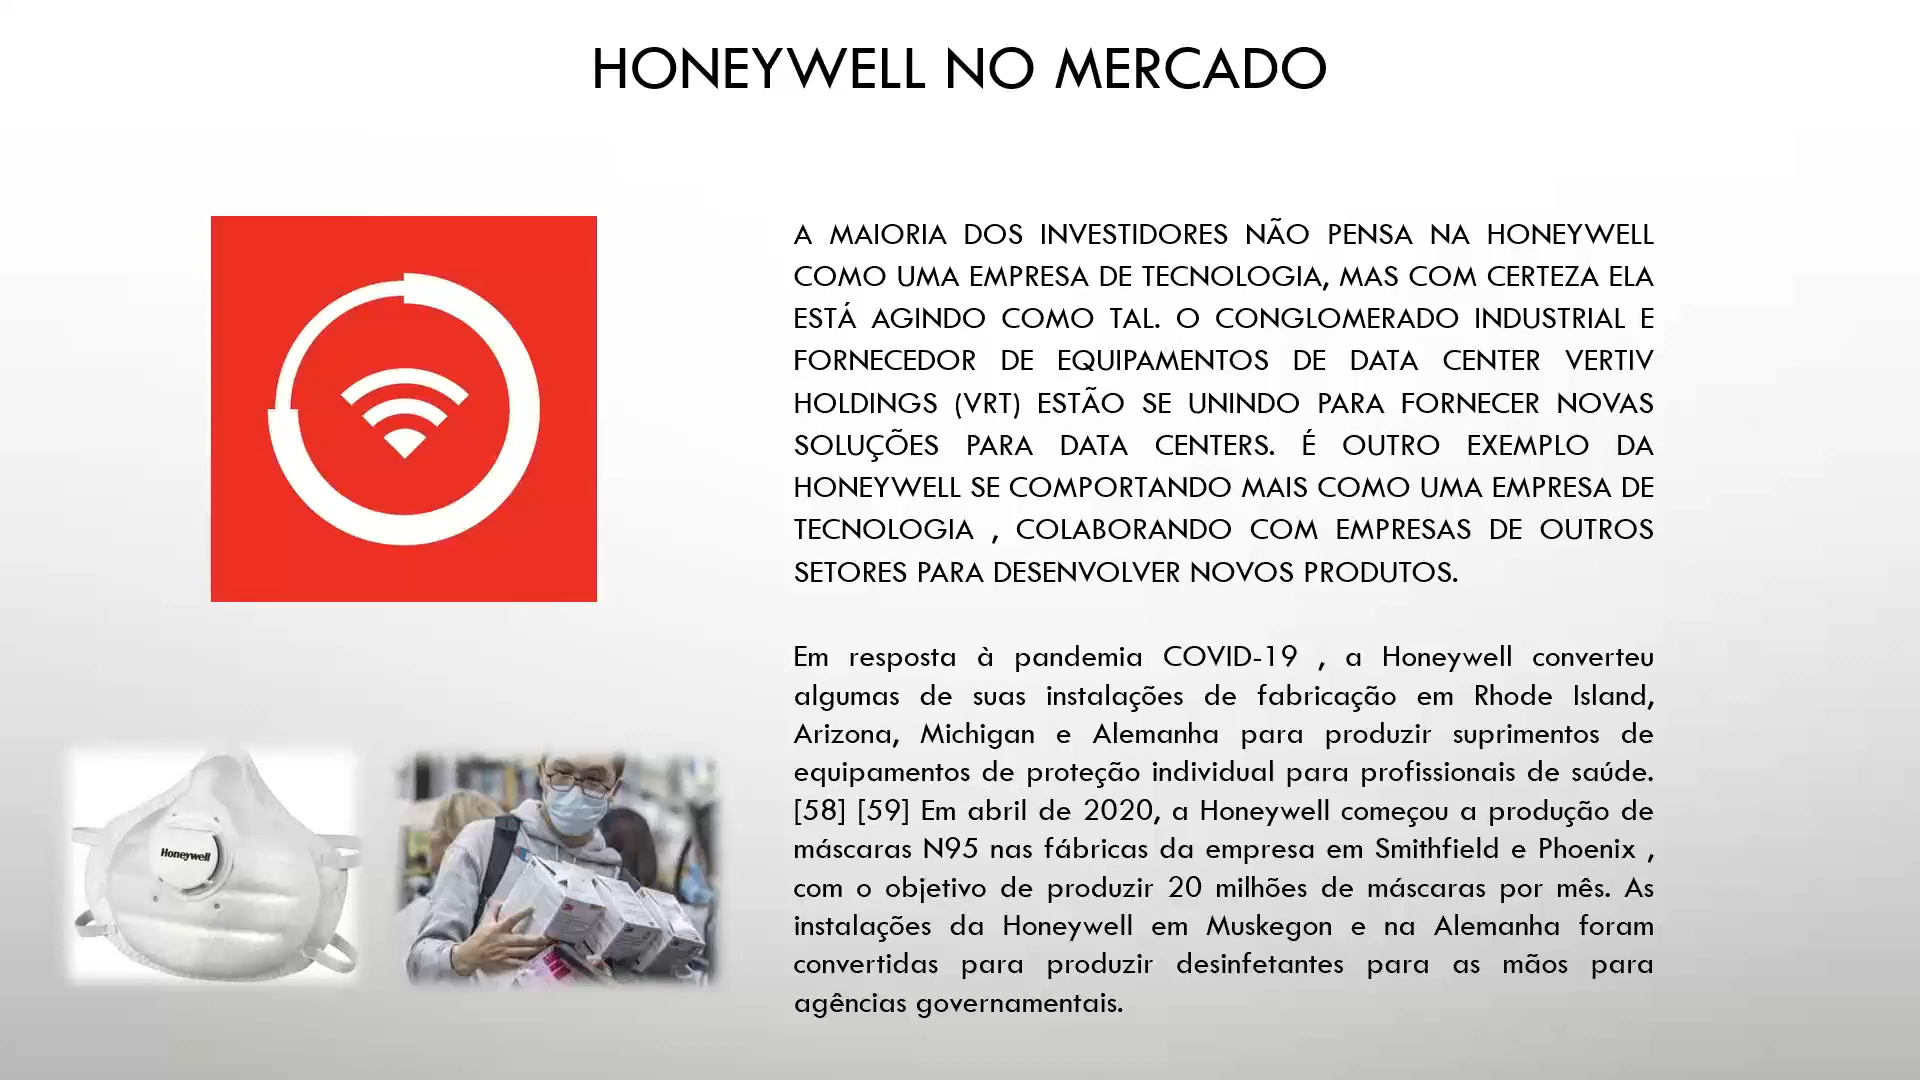 HONEYWELL NO MERCADO
A MAIORIA DOS INVESTIDORES NÃO PENSA NA HONEYWELL
COMO UMA EMPRESA DE TECNOLOGIA, MAS COM CERTEZA ELA
ESTÁ AGINDO COMO TAL. O CONGLOMERADO INDUSTRIAL E
FORNECEDOR DE EQUIPAMENTOS DE DATA CENTER VERTIV
HOLDINGS (VRT) ESTÃO SE UNINDO PARA FORNECER NOVAS
SOLUÇÕES PARA DATA CENTERS. É OUTRO EXEMPLO DA
HONEYWELL SE COMPORTANDO MAIS COMO UMA EMPRESA DE
TECNOLOGIA , COLABORANDO COM EMPRESAS DE OUTROS
SETORES PARA DESENVOLVER NOVOS PRODUTOS.
Em resposta à pandemia COVID-19 , a Honeywell converteu
algumas de suas instalações de fabricação em Rhode Island,
Arizona, Michigan e Alemanha para produzir suprimentos de
equipamentos de proteção individual para profissionais de saúde.
[58] [59] Em abril de 2020, a Honeywell começou a produção de
máscaras N95 nas fábricas da empresa em Smithfield e Phoenix ,
com o objetivo de produzir 20 milhões de máscaras por mês. As
instalações da Honeywell em Muskegon e na Alemanha foram
convertidas para produzir desinfetantes para as mãos para
agências governamentais.
Honeywell
3M